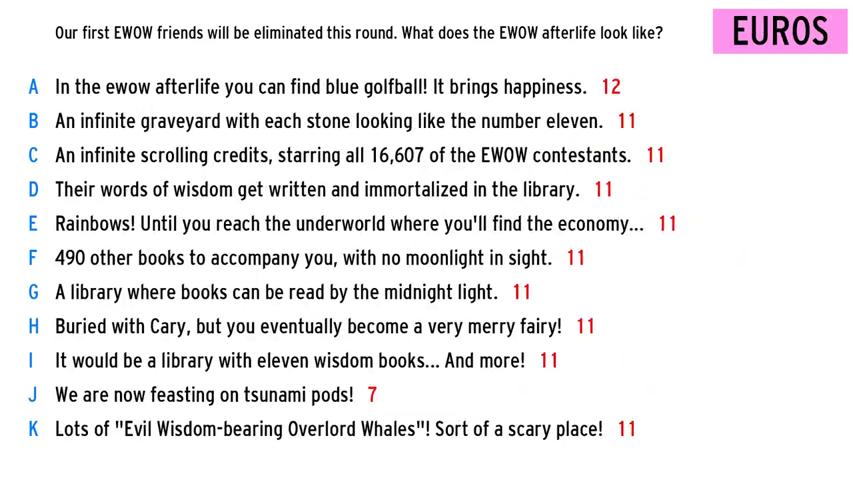 Our first EWOW friends will be eliminated this round. What does the EWOW afterlife look like?
EUROS
A In the ewow afterlife you can find blue golfball! It brings happiness. 12
B An infinite graveyard with each stone looking like the number eleven. 11
C An infinite scrolling credits, starring all 16,607 of the EWOW contestants. 11
D Their words of wisdom get written and immortalized in the library. 11
E Rainbows! Until you reach the underworld where you'll find the economy... 11
F 490 other books to accompany you, with no moonlight in sight. 11
G A library where books can be read by the midnight light. 11
H Buried with Cary, but you eventually become a very merry fairy! 11
I It would be a library with eleven wisdom books... And more! 11
J We are now feasting on tsunami pods! 7
K Lots of "Evil Wisdom-bearing Overlord Whales"! Sort of a scary place! 11